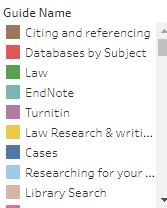 Guide Name
Citing and referencing
Databases by Subject
Law
EndNote
Turnitin
Law Research & writi...
Cases
Researching for your ...
Library Search